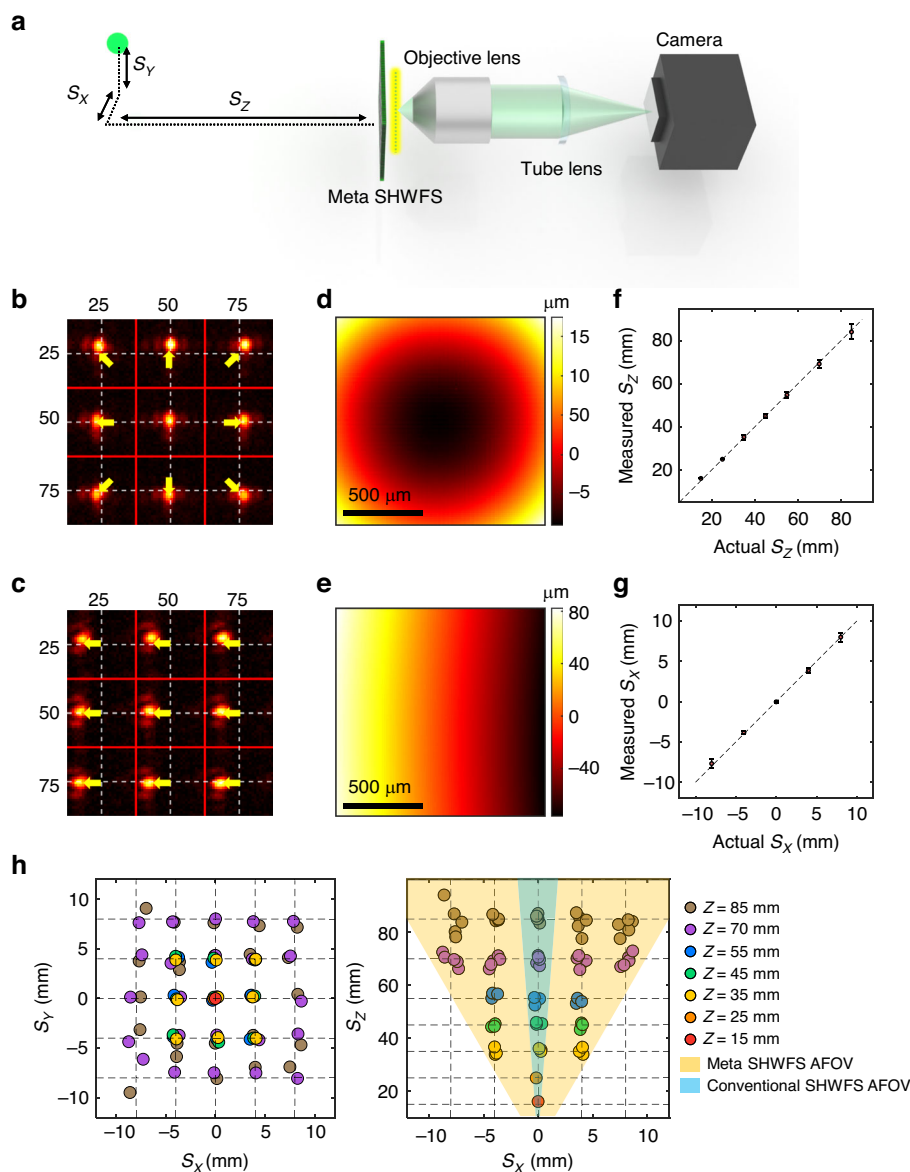 a
S_Y
S_X
S_Z
Objective lens
Camera
Tube lens
Meta SHWFS
b
25 50 75
25
50
75
d
μm
15
10
50
0
−5
500 μm
f
Measured S_Z (mm)
80
60
40
20
20 40 60 80
Actual S_Z (mm)
c
25 50 75
25
50
75
e
μm
80
40
0
−40
500 μm
g
Measured S_X (mm)
10
5
0
−5
−10
−10 −5 0 5 10
Actual S_X (mm)
h
S_Y (mm)
10
5
0
−5
−10
−10 −5 0 5 10
S_X (mm)
S_Z (mm)
80
60
40
20
−10 −5 0 5 10
S_X (mm)
Z = 85 mm
Z = 70 mm
Z = 55 mm
Z = 45 mm
Z = 35 mm
Z = 25 mm
Z = 15 mm
Meta SHWFS AFOV
Conventional SHWFS AFOV